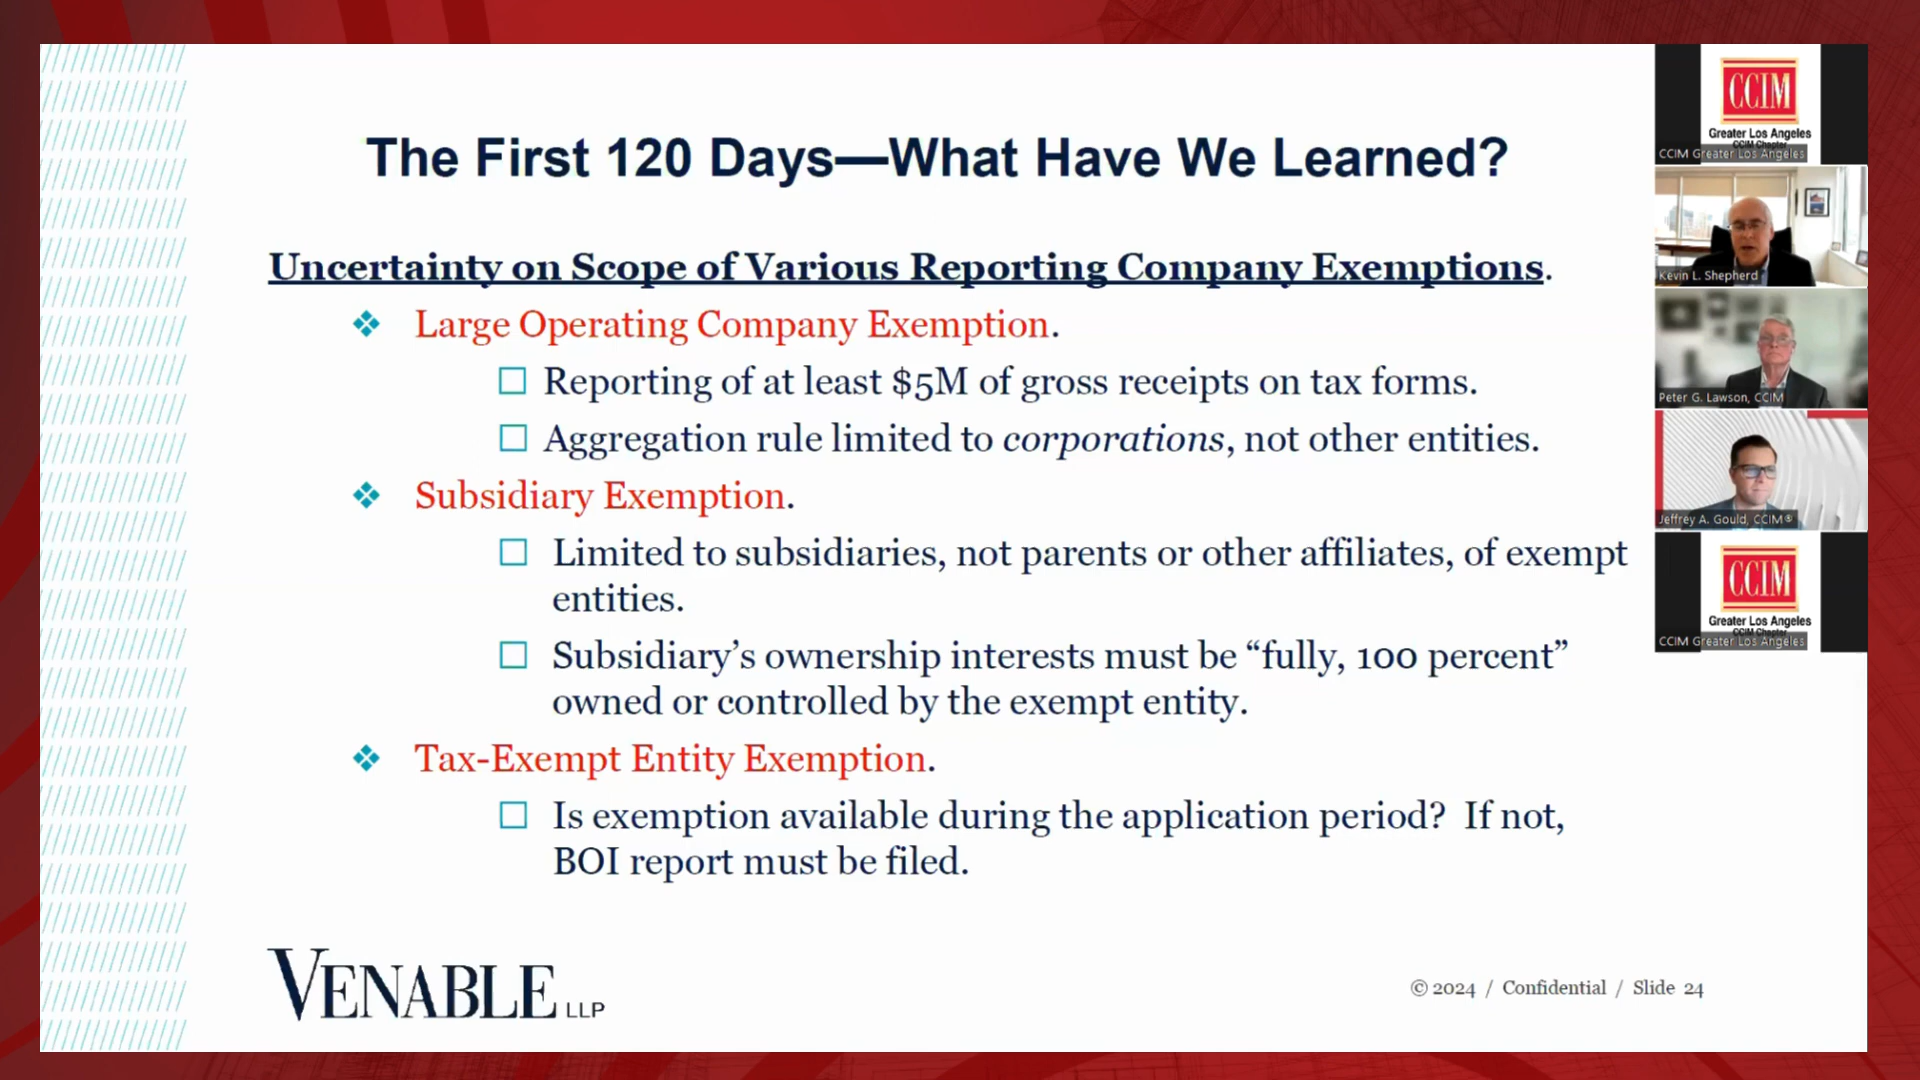 The First 120 Days—What Have We Learned?
Uncertainty on Scope of Various Reporting Company Exemptions.
Large Operating Company Exemption.
Reporting of at least $5M of gross receipts on tax forms.
Aggregation rule limited to corporations, not other entities.
Subsidiary Exemption.
Limited to subsidiaries, not parents or other affiliates, of exempt
entities.
Subsidiary’s ownership interests must be “fully, 100 percent”
owned or controlled by the exempt entity.
Tax-Exempt Entity Exemption.
Is exemption available during the application period? If not,
BOI report must be filed.
VENABLE LLP
© 2024 / Confidential / Slide 24
CCIM
Greater Los Angeles
CCIM Chapter
CCIM Greater Los Angeles
Kevin L. Shepherd
Peter G. Lawson, CCIM
Jeffrey A. Gould, CCIM®
CCIM
Greater Los Angeles
CCIM Chapter
CCIM Greater Los Angeles